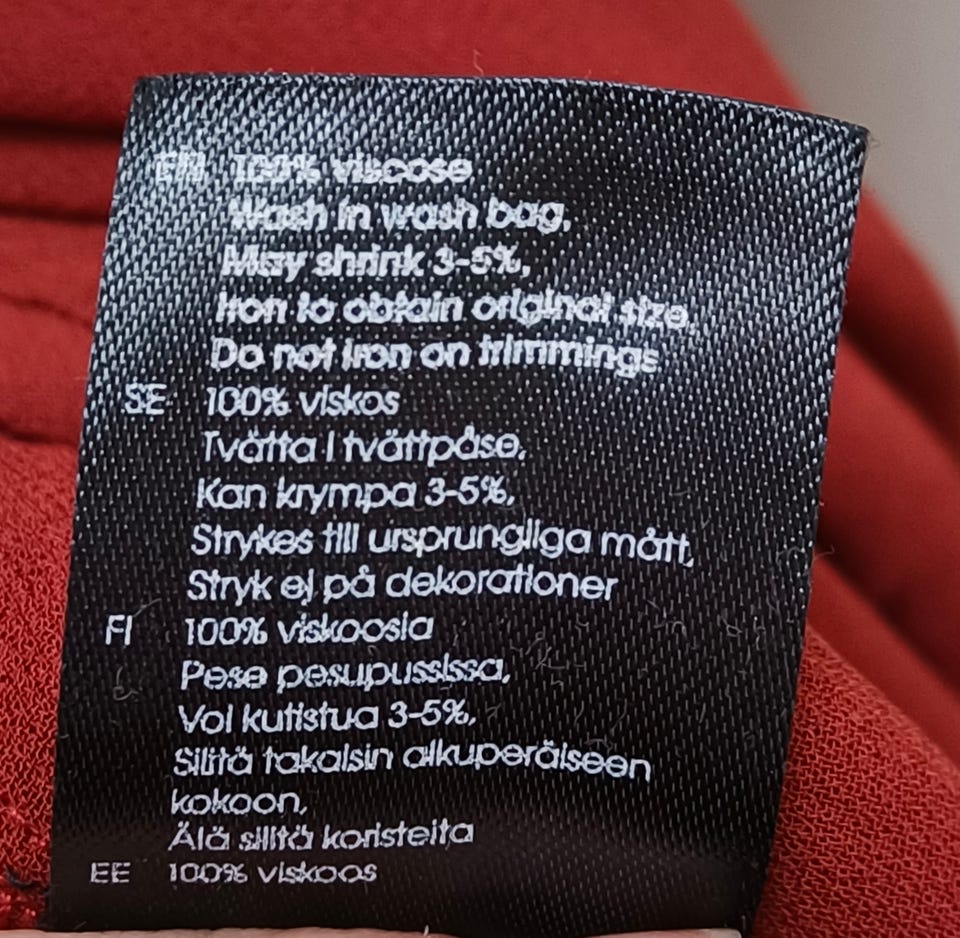 EN 100% viscose
Wash in wash bag,
May shrink 3-5%,
Iron to obtain original size,
Do not iron on trimmings
SE 100% viskos
Tvätta i tvättpåse,
Kan krympa 3-5%,
Strykes till ursprungliga mått,
Stryk ej på dekorationer
FI 100% viskoosia
Pese pesupussissa,
Voi kutistua 3-5%,
Silitä takaisin alkuperäiseen
kokoon,
Älä silitä koristeita
EE 100% viskoos